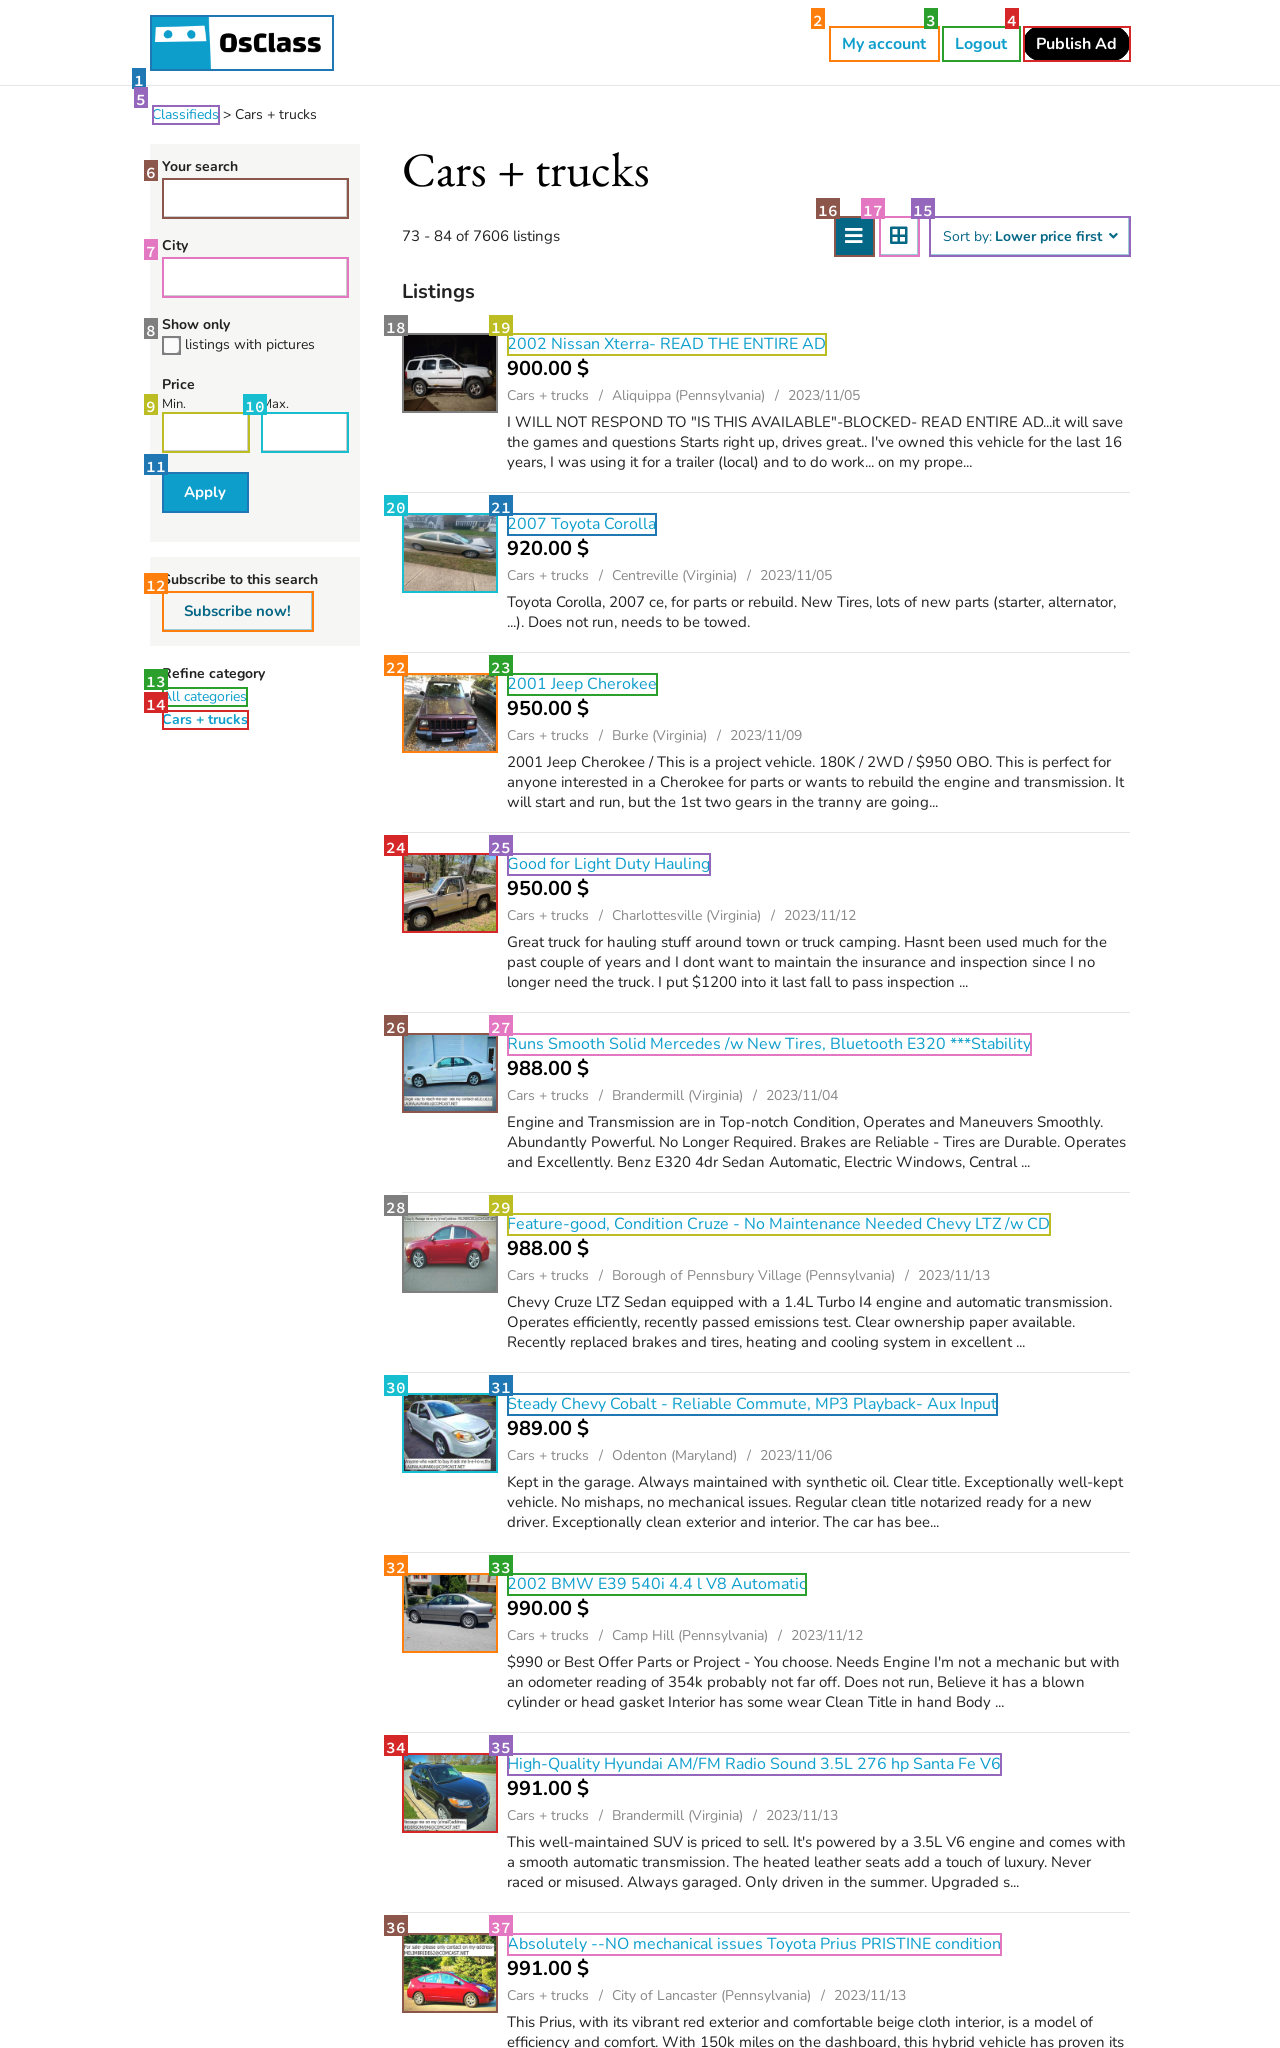 OsClass
2
3
4
My account
Logout
Publish Ad
1
5
Classifieds > Cars + trucks
6
Your search
7
City
8
Show only
listings with pictures
Price
9
Min.
10
Max.
11
Apply
12
Subscribe to this search
Subscribe now!
Refine category
13
All categories
14
Cars + trucks
Cars + trucks
73 - 84 of 7606 listings
16
17
15
Sort by: Lower price first
Listings
18
19
2002 Nissan Xterra- READ THE ENTIRE AD
900.00 $
Cars + trucks / Aliquippa (Pennsylvania) / 2023/11/05
I WILL NOT RESPOND TO "IS THIS AVAILABLE"-BLOCKED- READ ENTIRE AD...it will save
the games and questions Starts right up, drives great.. I've owned this vehicle for the last 16
years, I was using it for a trailer (local) and to do work... on my prope...
20
21
2007 Toyota Corolla
920.00 $
Cars + trucks / Centreville (Virginia) / 2023/11/05
Toyota Corolla, 2007 ce, for parts or rebuild. New Tires, lots of new parts (starter, alternator,
...). Does not run, needs to be towed.
22
23
2001 Jeep Cherokee
950.00 $
Cars + trucks / Burke (Virginia) / 2023/11/09
2001 Jeep Cherokee / This is a project vehicle. 180K / 2WD / $950 OBO. This is perfect for
anyone interested in a Cherokee for parts or wants to rebuild the engine and transmission. It
will start and run, but the 1st two gears in the tranny are going...
24
25
Good for Light Duty Hauling
950.00 $
Cars + trucks / Charlottesville (Virginia) / 2023/11/12
Great truck for hauling stuff around town or truck camping. Hasnt been used much for the
past couple of years and I dont want to maintain the insurance and inspection since I no
longer need the truck. I put $1200 into it last fall to pass inspection ...
26
27
Runs Smooth Solid Mercedes /w New Tires, Bluetooth E320 ***Stability
988.00 $
Cars + trucks / Brandermill (Virginia) / 2023/11/04
Engine and Transmission are in Top-notch Condition, Operates and Maneuvers Smoothly.
Abundantly Powerful. No Longer Required. Brakes are Reliable - Tires are Durable. Operates
and Excellently. Benz E320 4dr Sedan Automatic, Electric Windows, Central ...
28
29
Feature-good, Condition Cruze - No Maintenance Needed Chevy LTZ /w CD
988.00 $
Cars + trucks / Borough of Pennsbury Village (Pennsylvania) / 2023/11/13
Chevy Cruze LTZ Sedan equipped with a 1.4L Turbo I4 engine and automatic transmission.
Operates efficiently, recently passed emissions test. Clear ownership paper available.
Recently replaced brakes and tires, heating and cooling system in excellent ...
30
31
Steady Chevy Cobalt - Reliable Commute, MP3 Playback- Aux Input
989.00 $
Cars + trucks / Odenton (Maryland) / 2023/11/06
Kept in the garage. Always maintained with synthetic oil. Clear title. Exceptionally well-kept
vehicle. No mishaps, no mechanical issues. Regular clean title notarized ready for a new
driver. Exceptionally clean exterior and interior. The car has bee...
32
33
2002 BMW E39 540i 4.4 l V8 Automatic
990.00 $
Cars + trucks / Camp Hill (Pennsylvania) / 2023/11/12
$990 or Best Offer Parts or Project - You choose. Needs Engine I'm not a mechanic but with
an odometer reading of 354k probably not far off. Does not run, Believe it has a blown
cylinder or head gasket Interior has some wear Clean Title in hand Body ...
34
35
High-Quality Hyundai AM/FM Radio Sound 3.5L 276 hp Santa Fe V6
991.00 $
Cars + trucks / Brandermill (Virginia) / 2023/11/13
This well-maintained SUV is priced to sell. It's powered by a 3.5L V6 engine and comes with
a smooth automatic transmission. The heated leather seats add a touch of luxury. Never
raced or misused. Always garaged. Only driven in the summer. Upgraded s...
36
37
Absolutely --NO mechanical issues Toyota Prius PRISTINE condition
991.00 $
Cars + trucks / City of Lancaster (Pennsylvania) / 2023/11/13
This Prius, with its vibrant red exterior and comfortable beige cloth interior, is a model of
efficiency and comfort. With 150k miles on the dashboard, this hybrid vehicle has proven its